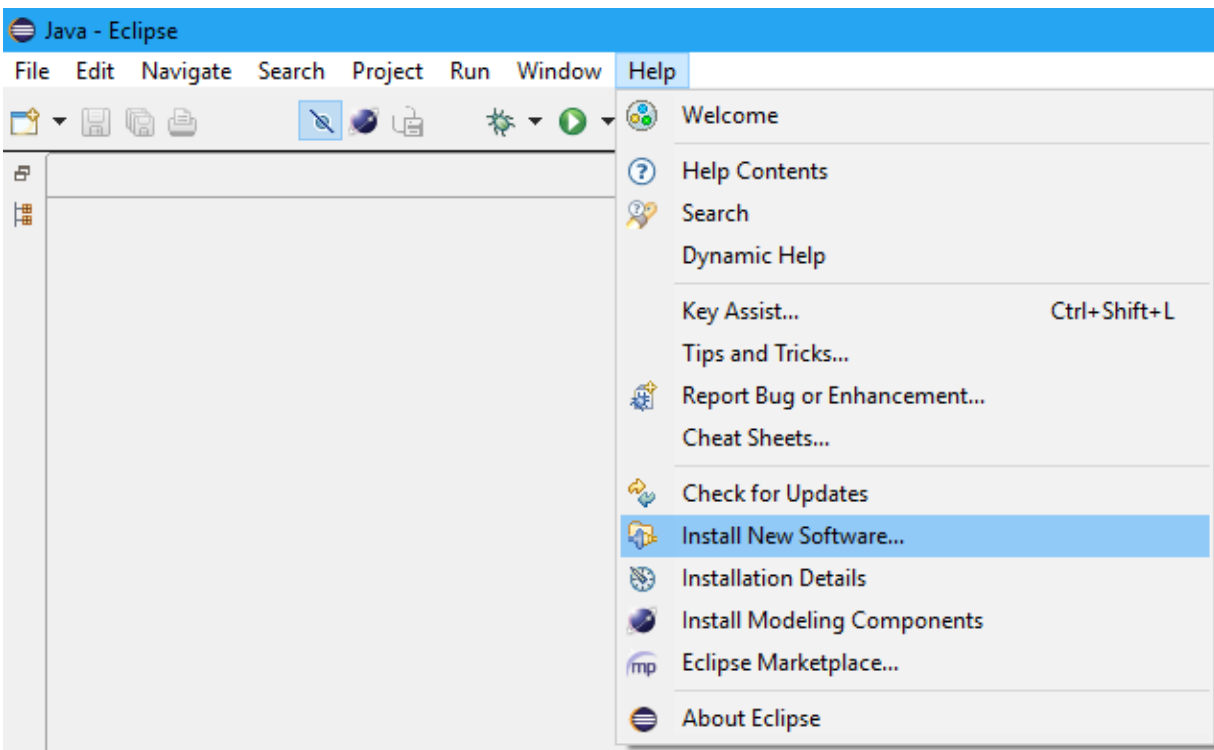 Java - Eclipse
File Edit Navigate Search Project Run Window Help
Welcome
Help Contents
Search
Dynamic Help
Key Assist... Ctrl+Shift+L
Tips and Tricks...
Report Bug or Enhancement...
Cheat Sheets...
Check for Updates
Install New Software...
Installation Details
Install Modeling Components
mp Eclipse Marketplace...
About Eclipse